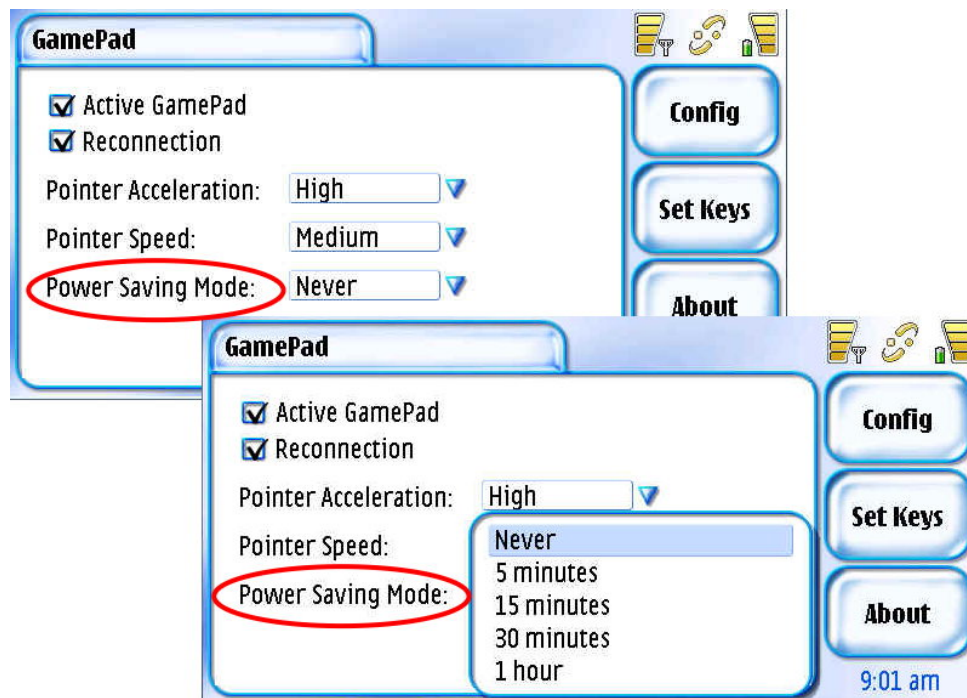 GamePad
Active GamePad
Reconnection
Pointer Acceleration: High
Pointer Speed: Medium
Power Saving Mode: Never
Config
Set Keys
About
GamePad
Active GamePad
Reconnection
Pointer Acceleration: High
Pointer Speed:
Power Saving Mode:
Never
5 minutes
15 minutes
30 minutes
1 hour
Config
Set Keys
About
9:01 am